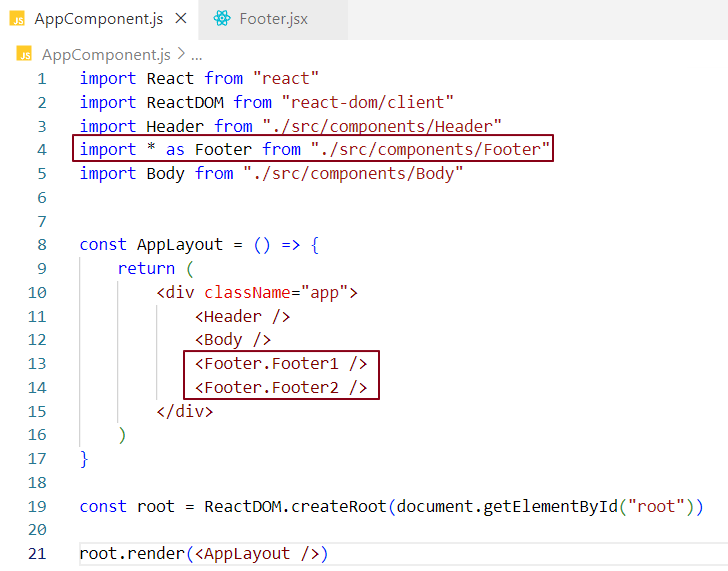 JS AppComponent.js × Footer.jsx
JS AppComponent.js > ...
1 import React from "react"
2 import ReactDOM from "react-dom/client"
3 import Header from "./src/components/Header"
4 import * as Footer from "./src/components/Footer"
5 import Body from "./src/components/Body"
6
7
8 const AppLayout = () => {
9     return (
10         <div className="app">
11             <Header />
12             <Body />
13             <Footer.Footer1 />
14             <Footer.Footer2 />
15         </div>
16     )
17 }
18
19 const root = ReactDOM.createRoot(document.getElementById("root"))
20
21 root.render(<AppLayout />)